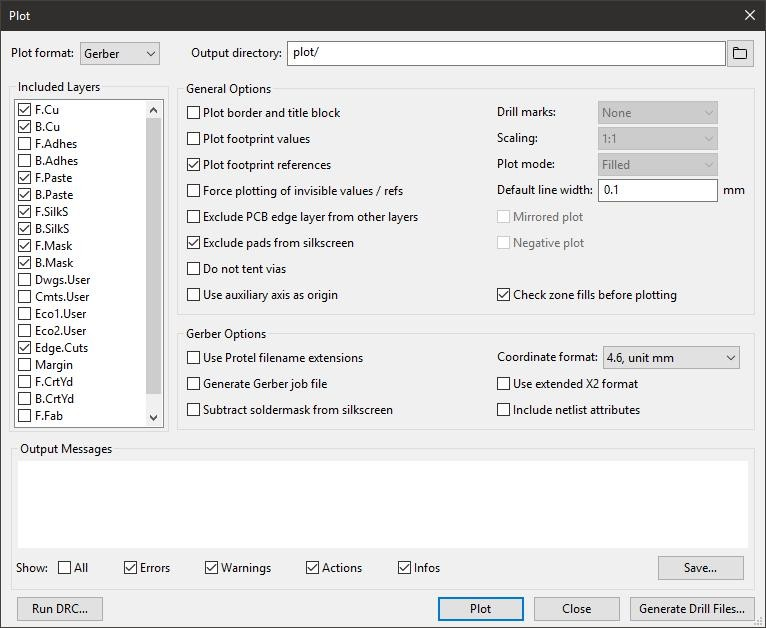 Plot
Plot format: Gerber Output directory: plot/
Included Layers
F.Cu
B.Cu
F.Adhes
B.Adhes
F.Paste
B.Paste
F.SilkS
B.SilkS
F.Mask
B.Mask
Dwgs.User
Cmts.User
Eco1.User
Eco2.User
Edge.Cuts
Margin
F.CrtYd
B.CrtYd
F.Fab
General Options
Plot border and title block
Plot footprint values
Plot footprint references
Force plotting of invisible values / refs
Exclude PCB edge layer from other layers
Exclude pads from silkscreen
Do not tent vias
Use auxiliary axis as origin
Drill marks: None
Scaling: 1:1
Plot mode: Filled
Default line width: 0.1 mm
Mirrored plot
Negative plot
Check zone fills before plotting
Gerber Options
Use Protel filename extensions
Generate Gerber job file
Subtract soldermask from silkscreen
Coordinate format: 4.6, unit mm
Use extended X2 format
Include netlist attributes
Output Messages
Show: All Errors Warnings Actions Infos Save...
Run DRC... Plot Close Generate Drill Files...